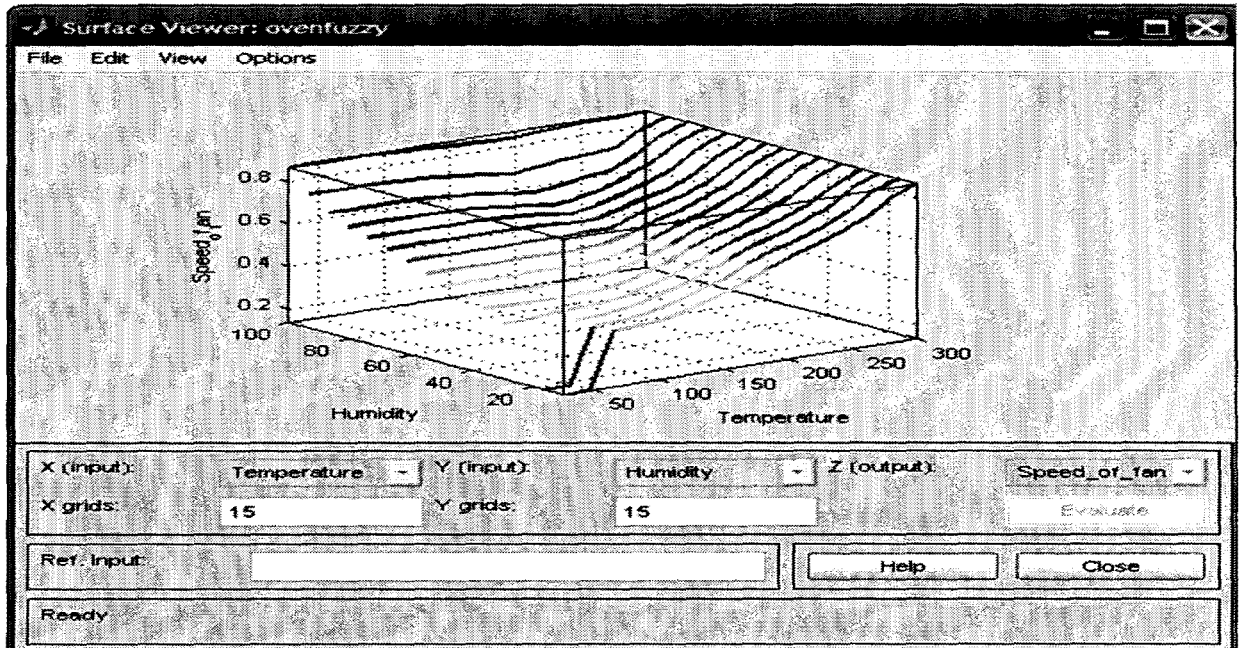 Surface Viewer: ovenfuzzy
File Edit View Options
0.8
0.6
0.4
0.2
Speed_of_fan
100
80
60
40
20
Humidity
50
100
150
200
250
300
Temperature
X (input): Temperature Y (input): Humidity Z (output): Speed_of_fan
X grids: 15 Y grids: 15 Evaluate
Ref. Input: Help Close
Ready